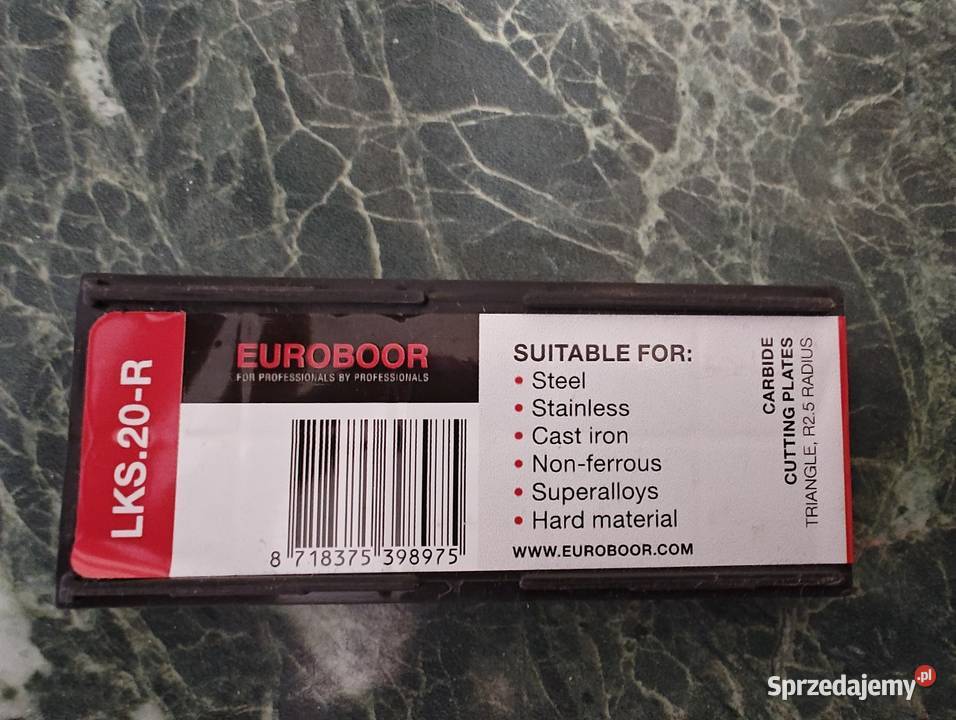 LKS.20-R
EUROBOOR
FOR PROFESSIONALS BY PROFESSIONALS
8 718375 398975
SUITABLE FOR:
• Steel
• Stainless
• Cast iron
• Non-ferrous
• Superalloys
• Hard material
WWW.EUROBOOR.COM
CARBIDE
CUTTING PLATES
TRIANGLE, R2.5 RADIUS
Sprzedajemy.pl